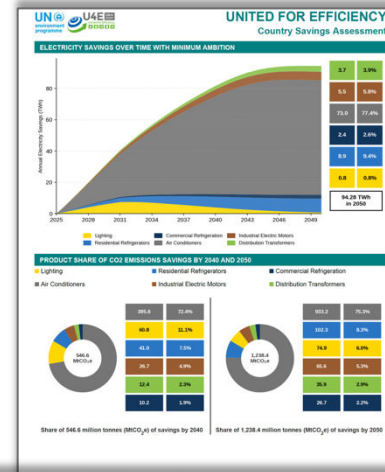 UN environment programme
U4E
UNITED FOR EFFICIENCY
Country Savings Assessment
ELECTRICITY SAVINGS OVER TIME WITH MINIMUM AMBITION
Annual Electricity Savings (TWh)
80
60
40
20
0
2025 2028 2031 2034 2037 2040 2043 2046 2049
3.7 3.9%
5.5 5.8%
73.0 77.4%
2.4 2.6%
8.9 9.4%
0.8 0.8%
94.28 TWh
in 2050
Lighting Commercial Refrigeration Industrial Electric Motors
Residential Refrigerators Air Conditioners Distribution Transformers
PRODUCT SHARE OF CO2 EMISSIONS SAVINGS BY 2040 AND 2050
Lighting Residential Refrigerators Commercial Refrigeration
Air Conditioners Industrial Electric Motors Distribution Transformers
546.6
MtCO2e
395.6 72.4%
60.8 11.1%
41.0 7.5%
26.7 4.9%
12.4 2.3%
10.2 1.9%
1,238.4
MtCO2e
933.2 75.3%
102.3 8.3%
74.9 6.0%
65.6 5.3%
35.9 2.9%
26.7 2.2%
Share of 546.6 million tonnes (MtCO2e) of savings by 2040
Share of 1,238.4 million tonnes (MtCO2e) of savings by 2050